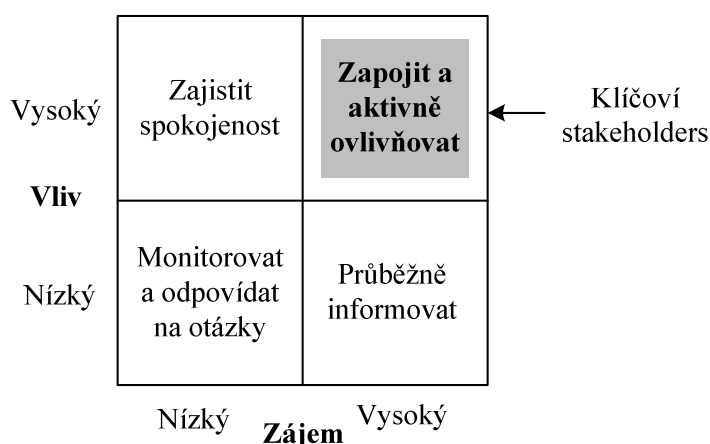 Vysoký
Zajistit
spokojenost
Zapojit a
aktivně
ovlivňovat
Klíčoví
stakeholders
Vliv
Nízký
Monitorovat
a odpovídat
na otázky
Průběžně
informovat
Nízký
Zájem
Vysoký